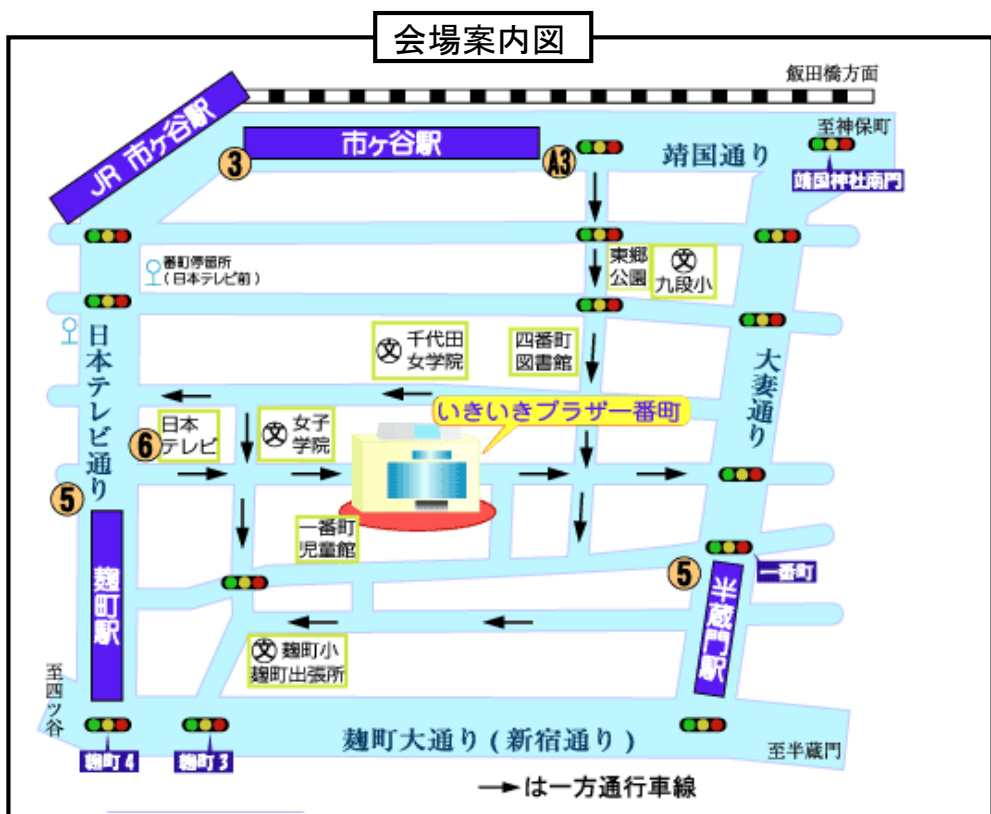 会場案内図
飯田橋方面
JR 市ヶ谷駅
市ヶ谷駅
3
A3
靖国通り
至神保町
靖国神社南門
番町停留所
(日本テレビ前)
東郷
公園
文
九段小
日本テレビ通り
文
千代田
女学院
四番町
図書館
大妻通り
いきいきプラザ一番町
6
日本
テレビ
文
女子
学院
5
一番町
児童館
麹町駅
5
一番町
半蔵門駅
文
麹町小
麹町出張所
至四ツ谷
麹町4
麹町3
麹町大通り(新宿通り)
至半蔵門
→は一方通行車線